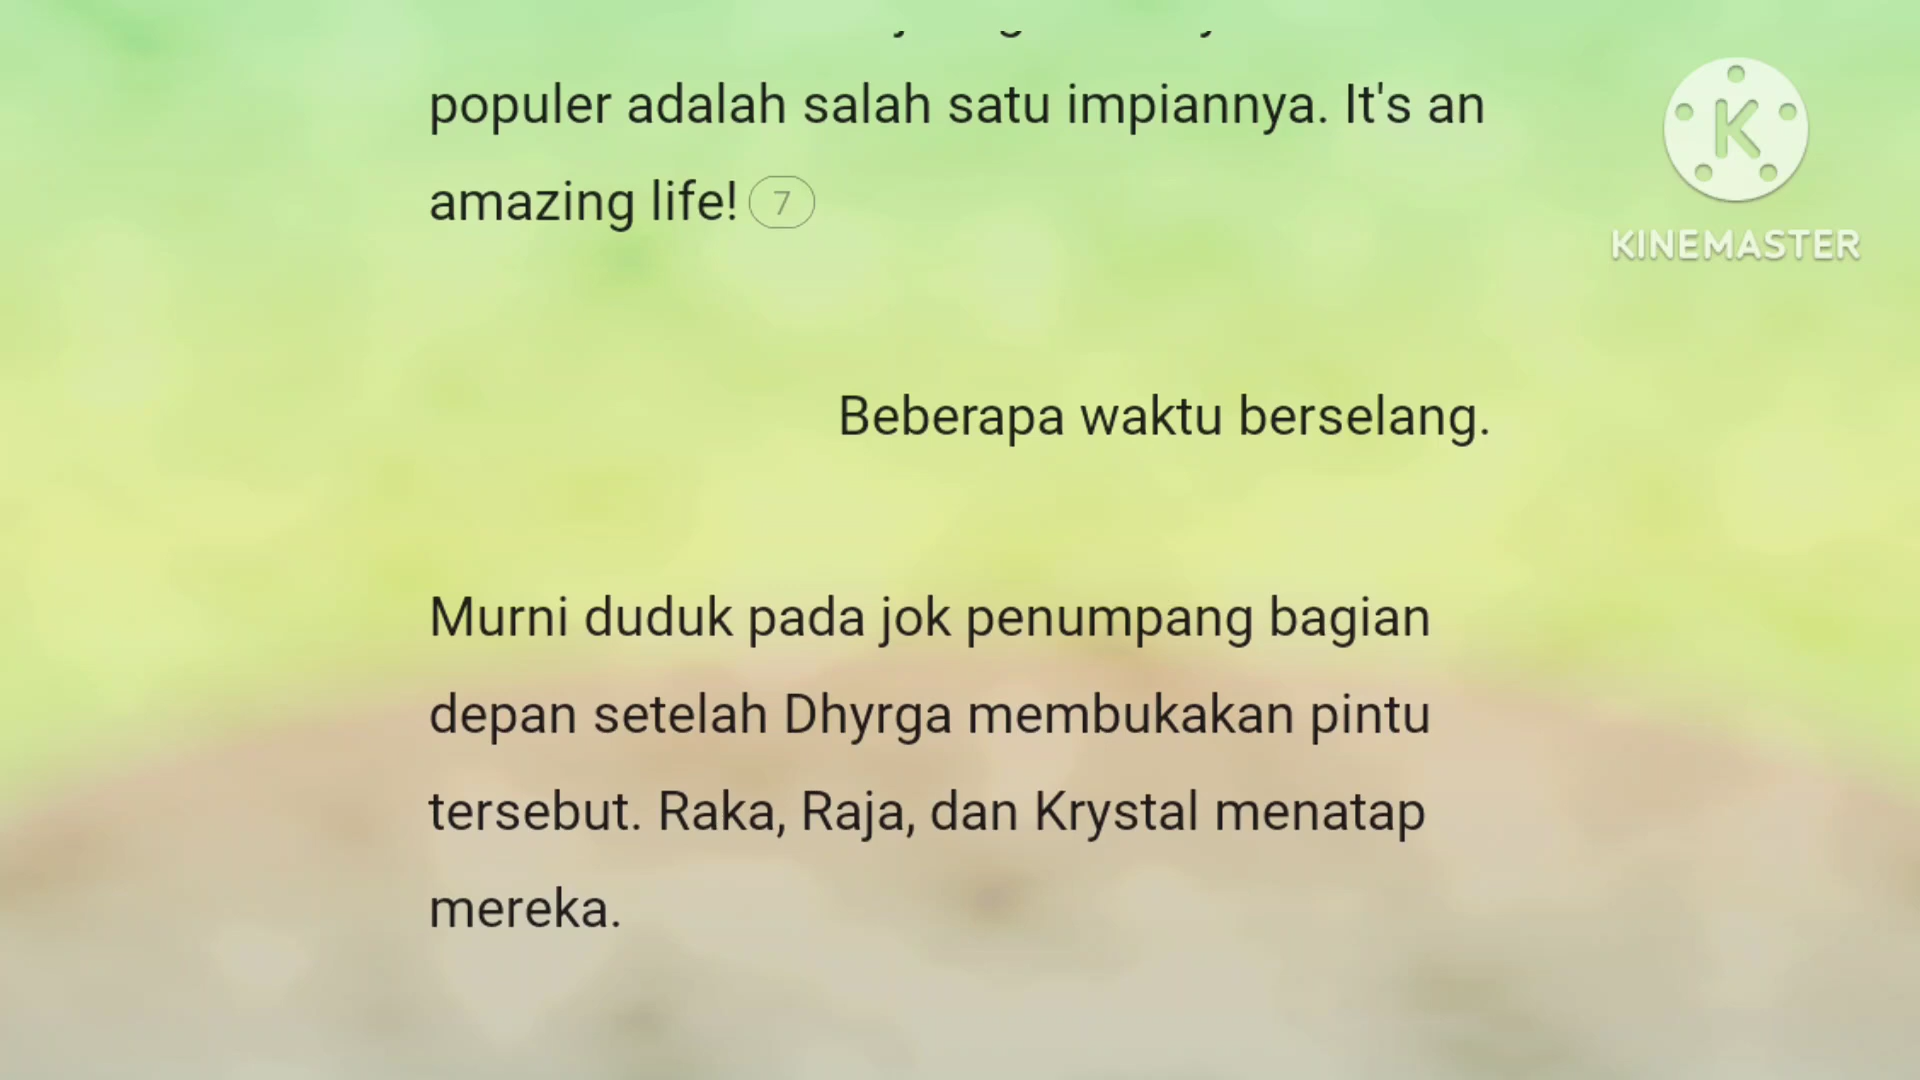 populer adalah salah satu impiannya. It's an
amazing life! 7
Beberapa waktu berselang.
Murni duduk pada jok penumpang bagian
depan setelah Dhyrga membukakan pintu
tersebut. Raka, Raja, dan Krystal menatap
mereka.
K
KINEMASTER